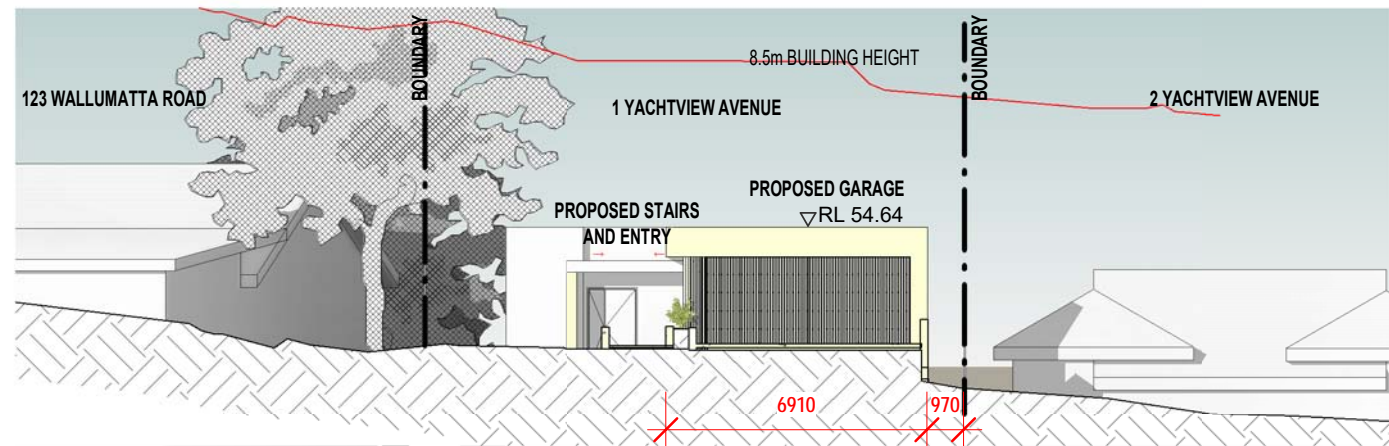 BOUNDARY
BOUNDARY
8.5m BUILDING HEIGHT
123 WALLUMATTA ROAD
1 YACHTVIEW AVENUE
2 YACHTVIEW AVENUE
PROPOSED GARAGE
RL 54.64
PROPOSED STAIRS
AND ENTRY
6910
970